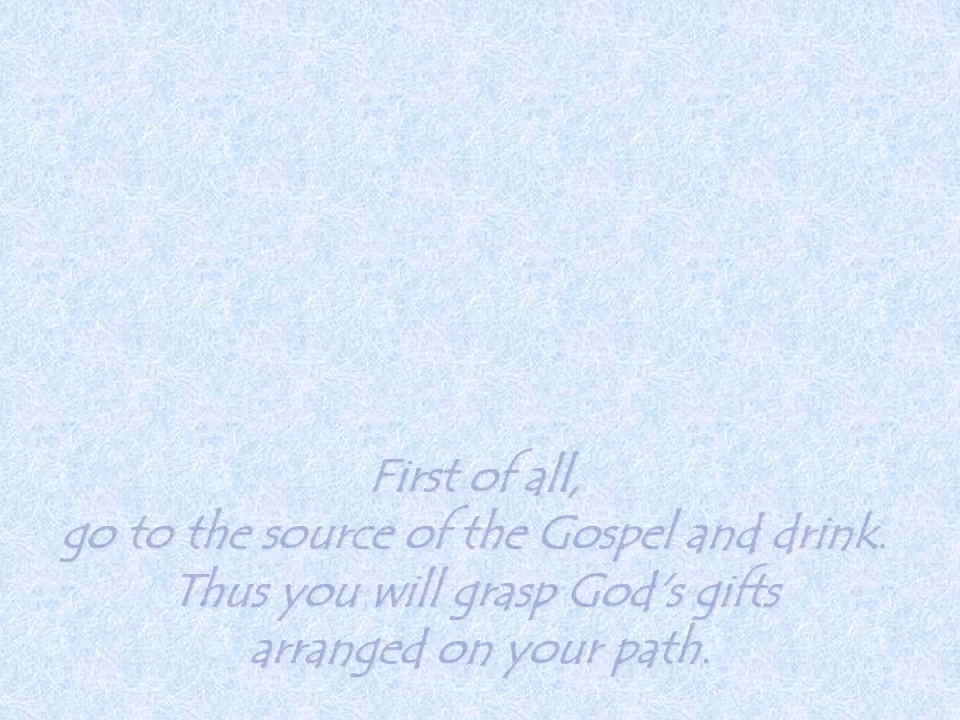 First of all,
go to the source of the Gospel and drink.
Thus you will grasp God's gifts
arranged on your path.